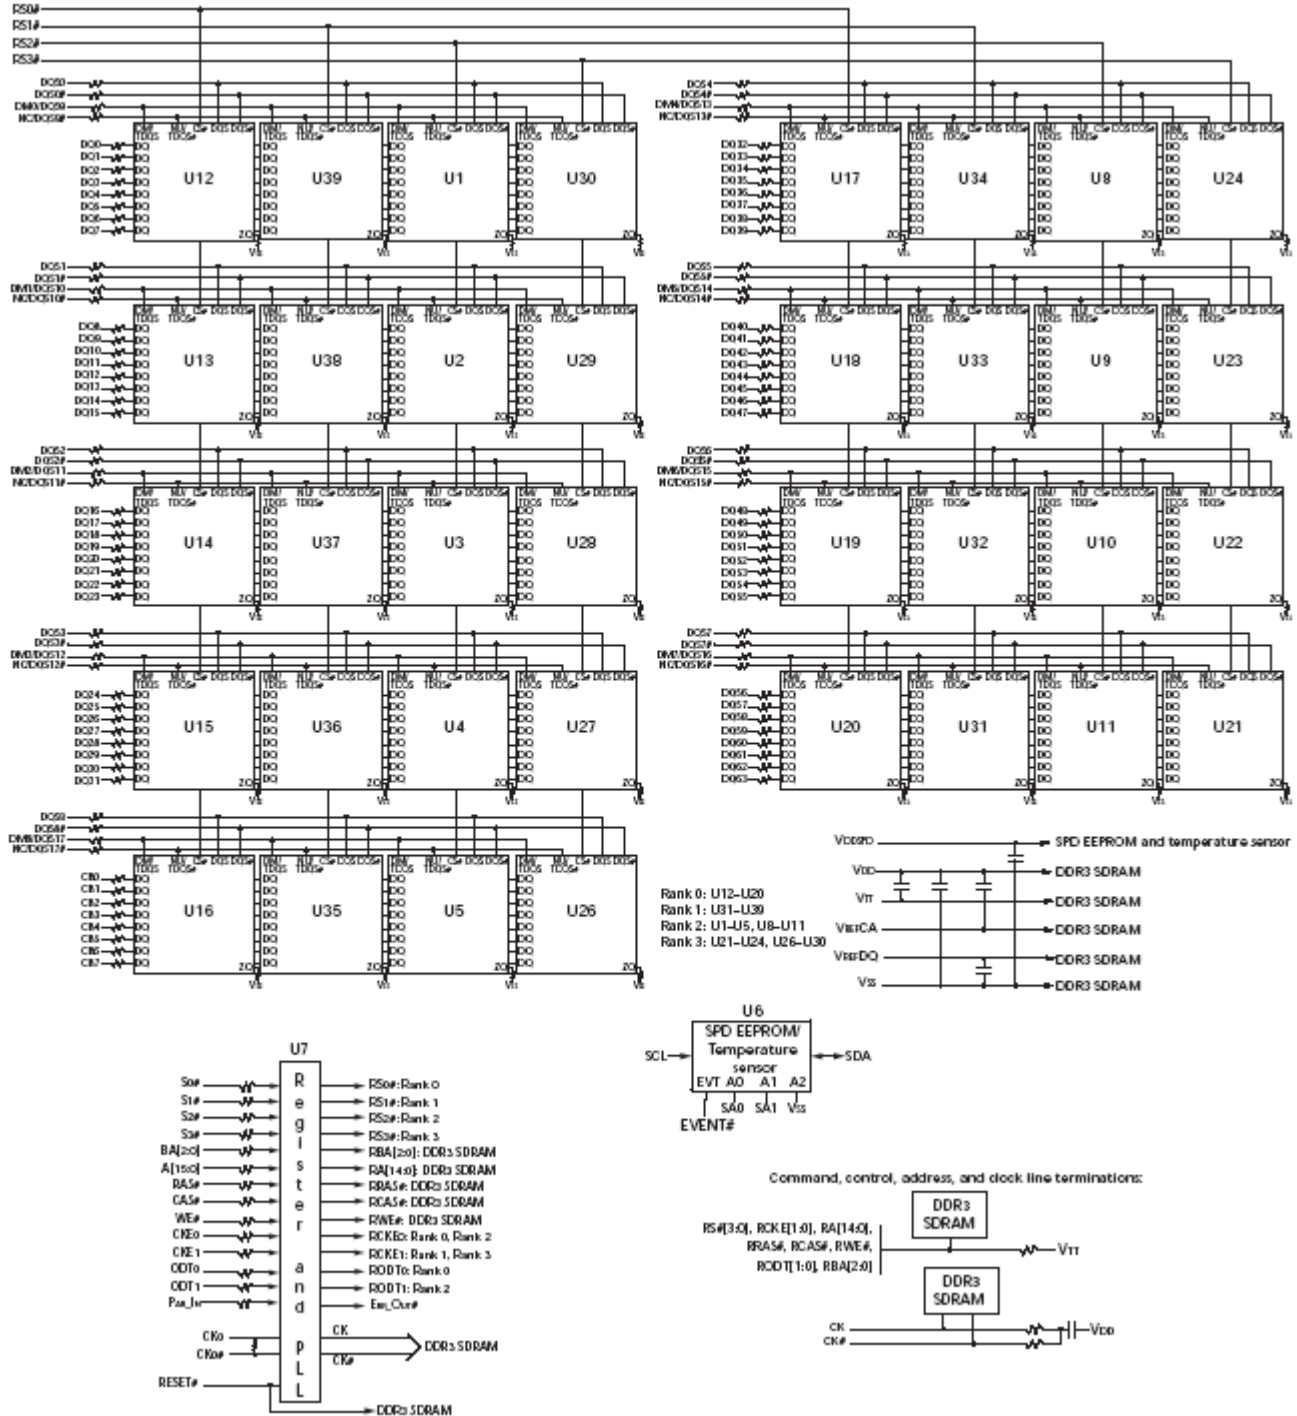 RS0#
RS1#
RS2#
RS3#
DQS0
DQS0#
DM0/DQS9
NC/DQS9#
DM/ TDQS NU/ TDQS# CS# DQS DQS#
DQ0
DQ1
DQ2
DQ3
DQ4
DQ5
DQ6
DQ7
DQ
U12
U39
U1
U30
ZQ
Vss
DQS4
DQS4#
DM4/DQS13
NC/DQS13#
DQ32
DQ33
DQ34
DQ35
DQ36
DQ37
DQ38
DQ39
U17
U34
U8
U24
DQS1
DQS1#
DM1/DQS10
NC/DQS10#
DQ8
DQ9
DQ10
DQ11
DQ12
DQ13
DQ14
DQ15
U13
U38
U2
U29
DQS5
DQS5#
DM5/DQS14
NC/DQS14#
DQ40
DQ41
DQ42
DQ43
DQ44
DQ45
DQ46
DQ47
U18
U33
U9
U23
DQS2
DQS2#
DM2/DQS11
NC/DQS11#
DQ16
DQ17
DQ18
DQ19
DQ20
DQ21
DQ22
DQ23
U14
U37
U3
U28
DQS6
DQS6#
DM6/DQS15
NC/DQS15#
DQ48
DQ49
DQ50
DQ51
DQ52
DQ53
DQ54
DQ55
U19
U32
U10
U22
DQS3
DQS3#
DM3/DQS12
NC/DQS12#
DQ24
DQ25
DQ26
DQ27
DQ28
DQ29
DQ30
DQ31
U15
U36
U4
U27
DQS7
DQS7#
DM7/DQS16
NC/DQS16#
DQ56
DQ57
DQ58
DQ59
DQ60
DQ61
DQ62
DQ63
U20
U31
U11
U21
DQS8
DQS8#
DM8/DQS17
NC/DQS17#
CB0
CB1
CB2
CB3
CB4
CB5
CB6
CB7
U16
U35
U5
U26
Rank 0: U12–U20
Rank 1: U31–U39
Rank 2: U1–U5, U8–U11
Rank 3: U21–U24, U26–U30
VDDSPD SPD EEPROM and temperature sensor
VDD DDR3 SDRAM
VTT DDR3 SDRAM
VREFCA DDR3 SDRAM
VREFDQ DDR3 SDRAM
VSS DDR3 SDRAM
U6
SPD EEPROM/
Temperature
sensor
SCL
SDA
EVT A0 A1 A2
SA0 SA1 VSS
EVENT#
U7
Register and PLL
S0# RS0#: Rank 0
S1# RS1#: Rank 1
S2# RS2#: Rank 2
S3# RS3#: Rank 3
BA[2:0] RBA[2:0]: DDR3 SDRAM
A[15:0] RA[14:0]: DDR3 SDRAM
RAS# RRAS#: DDR3 SDRAM
CAS# RCAS#: DDR3 SDRAM
WE# RWE#: DDR3 SDRAM
CKE0 RCKE0: Rank 0, Rank 2
CKE1 RCKE1: Rank 1, Rank 3
ODT0 RODT0: Rank 0
ODT1 RODT1: Rank 2
PAR_IN ERR_OUT#
CK0 CK
CK0# CK#
DDR3 SDRAM
RESET#
DDR3 SDRAM
Command, control, address, and clock line terminations:
DDR3
SDRAM
RS#[3:0], RCKE[1:0], RA[14:0],
RRAS#, RCAS#, RWE#,
RODT[1:0], RBA[2:0]
VTT
DDR3
SDRAM
CK
CK#
VDD